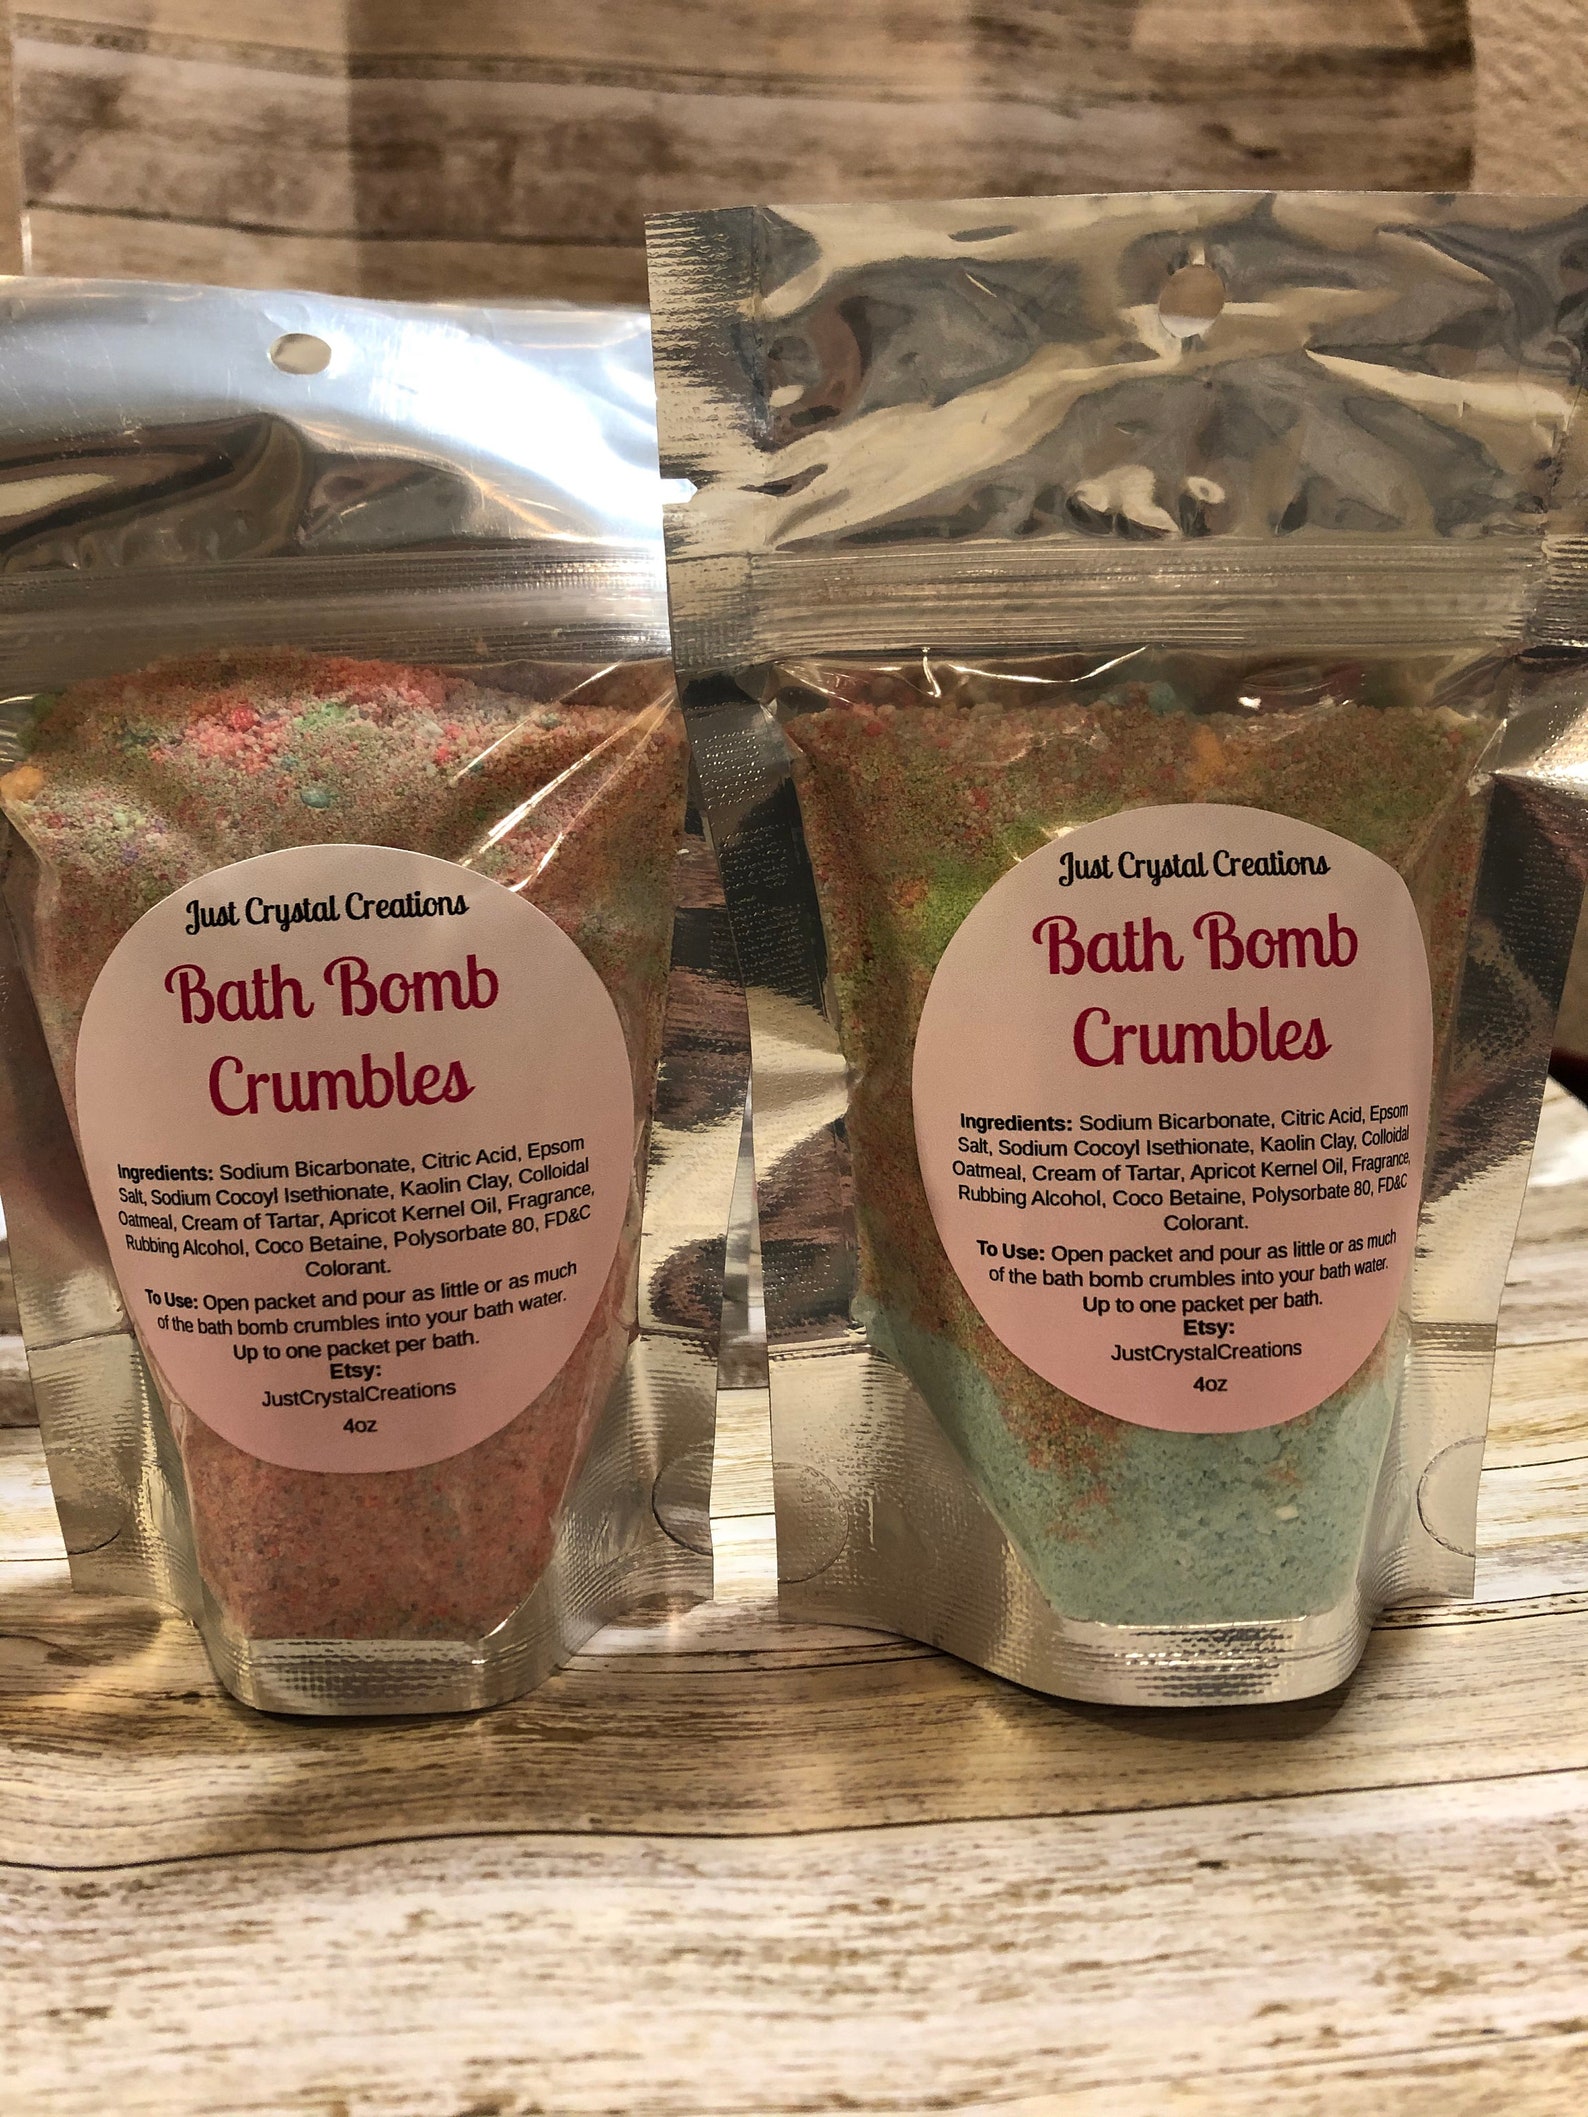 Just Crystal Creations
Bath Bomb
Crumbles
Ingredients: Sodium Bicarbonate, Citric Acid, Epsom
Salt, Sodium Cocoyl Isethionate, Kaolin Clay, Colloidal
Oatmeal, Cream of Tartar, Apricot Kernel Oil, Fragrance,
Rubbing Alcohol, Coco Betaine, Polysorbate 80, FD&C
Colorant.
To Use: Open packet and pour as little or as much
of the bath bomb crumbles into your bath water.
Up to one packet per bath.
Etsy:
JustCrystalCreations
4oz
Just Crystal Creations
Bath Bomb
Crumbles
Ingredients: Sodium Bicarbonate, Citric Acid, Epsom
Salt, Sodium Cocoyl Isethionate, Kaolin Clay, Colloidal
Oatmeal, Cream of Tartar, Apricot Kernel Oil, Fragrance,
Rubbing Alcohol, Coco Betaine, Polysorbate 80, FD&C
Colorant.
To Use: Open packet and pour as little or as much
of the bath bomb crumbles into your bath water.
Up to one packet per bath.
Etsy:
JustCrystalCreations
4oz